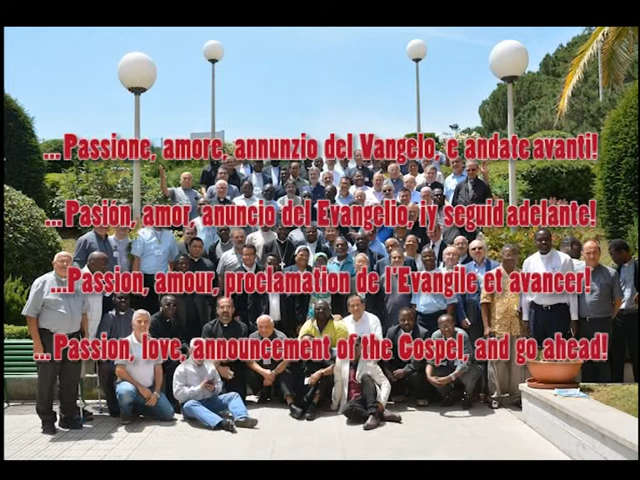 ...Passione, amore, annunzio del Vangelo, e andate avanti!
...Pasión, amor, anuncio del Evangelio, ¡y seguid adelante!
...Passion, amour, proclamation de l'Evangile et avancer!
...Passion, love, announcement of the Gospel, and go ahead!